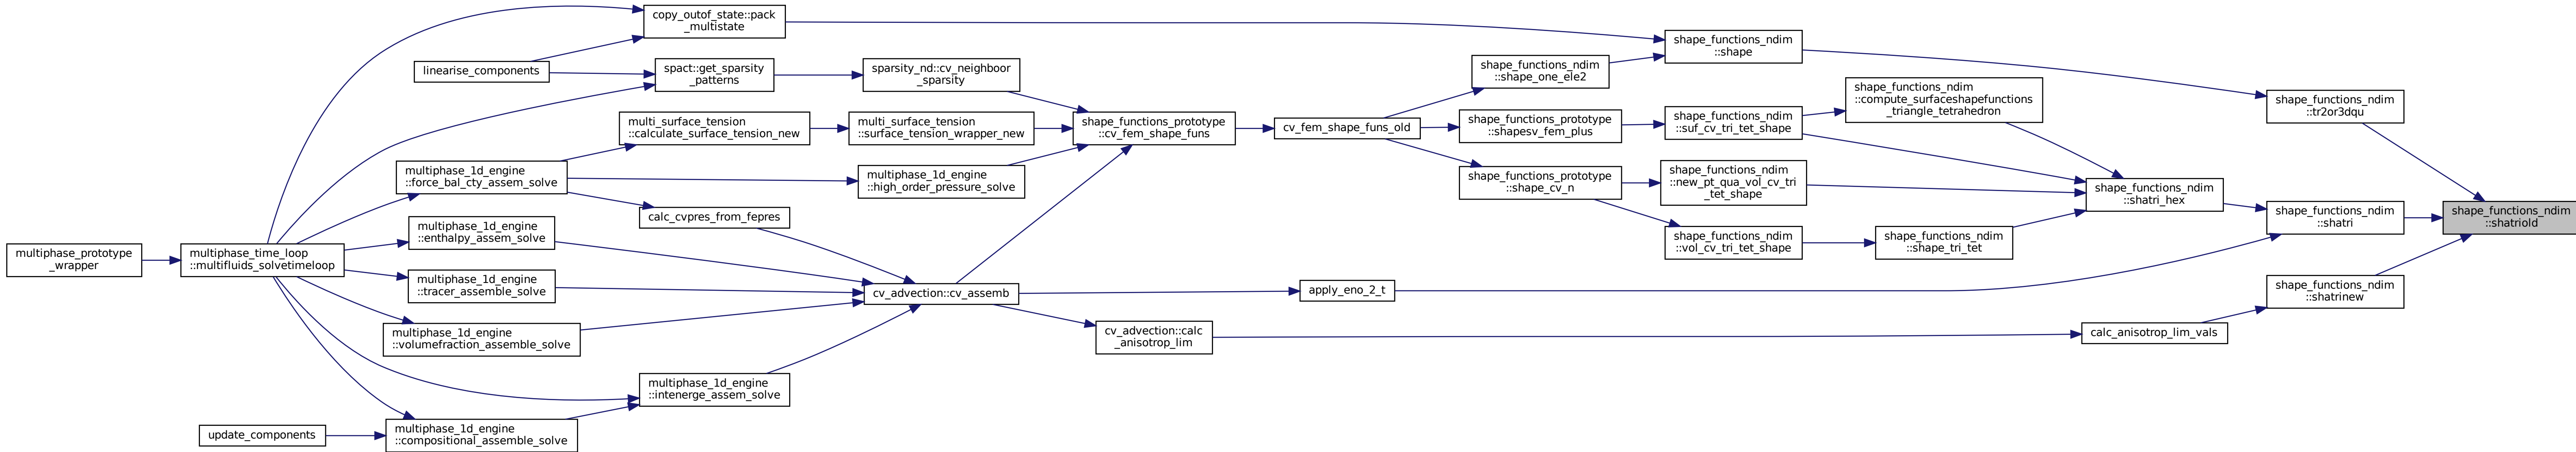 copy_outof_state::pack
_multistate
shape_functions_ndim
::shape
linearise_components
spact::get_sparsity
_patterns
sparsity_nd::cv_neighboor
_sparsity
shape_functions_ndim
::shape_one_ele2
shape_functions_ndim
::compute_surfaceshapefunctions
_triangle_tetrahedron
shape_functions_ndim
::tr2or3dqu
multi_surface_tension
::calculate_surface_tension_new
multi_surface_tension
::surface_tension_wrapper_new
shape_functions_prototype
::cv_fem_shape_funs
cv_fem_shape_funs_old
shape_functions_prototype
::shapesv_fem_plus
shape_functions_ndim
::suf_cv_tri_tet_shape
multiphase_1d_engine
::force_bal_cty_assem_solve
multiphase_1d_engine
::high_order_pressure_solve
shape_functions_prototype
::shape_cv_n
shape_functions_ndim
::new_pt_qua_vol_cv_tri
_tet_shape
shape_functions_ndim
::shatri_hex
calc_cvpres_from_fepres
shape_functions_ndim
::shatri
shape_functions_ndim
::shatriold
multiphase_1d_engine
::enthalpy_assem_solve
shape_functions_ndim
::vol_cv_tri_tet_shape
shape_functions_ndim
::shape_tri_tet
multiphase_prototype
_wrapper
multiphase_time_loop
::multifluids_solvetimeloop
multiphase_1d_engine
::tracer_assemble_solve
cv_advection::cv_assemb
apply_eno_2_t
shape_functions_ndim
::shatrinew
multiphase_1d_engine
::volumefraction_assemble_solve
cv_advection::calc
_anisotrop_lim
calc_anisotrop_lim_vals
multiphase_1d_engine
::intenerge_assem_solve
update_components
multiphase_1d_engine
::compositional_assemble_solve